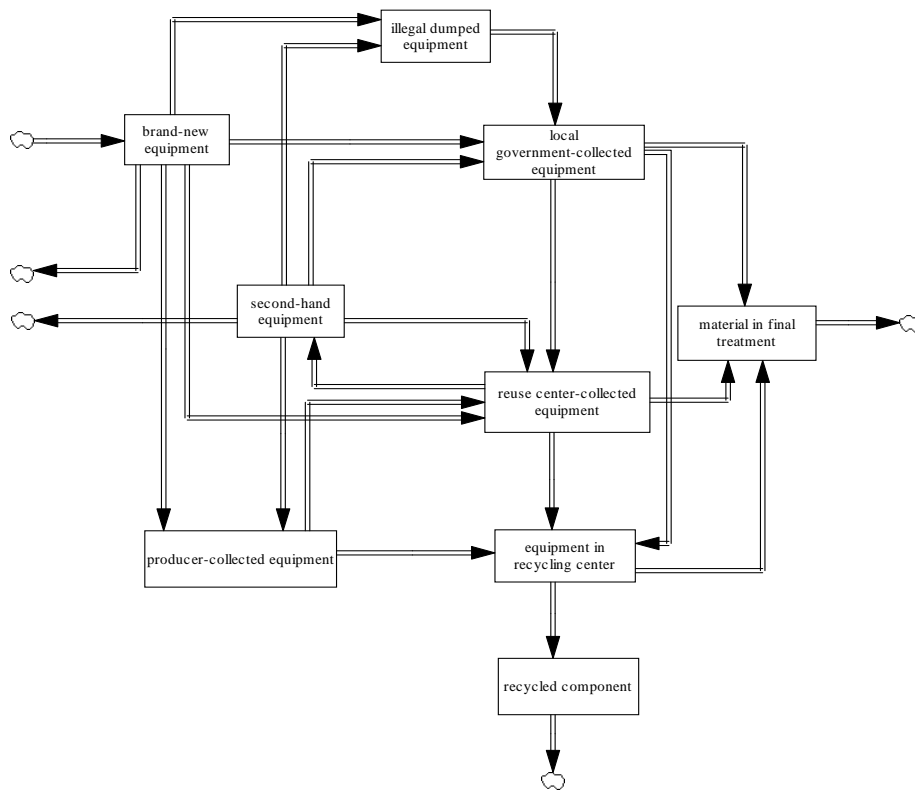 illegal dumped
equipment
brand-new
equipment
local
government-collected
equipment
second-hand
equipment
material in final
treatment
reuse center-collected
equipment
producer-collected equipment
equipment in
recycling center
recycled component